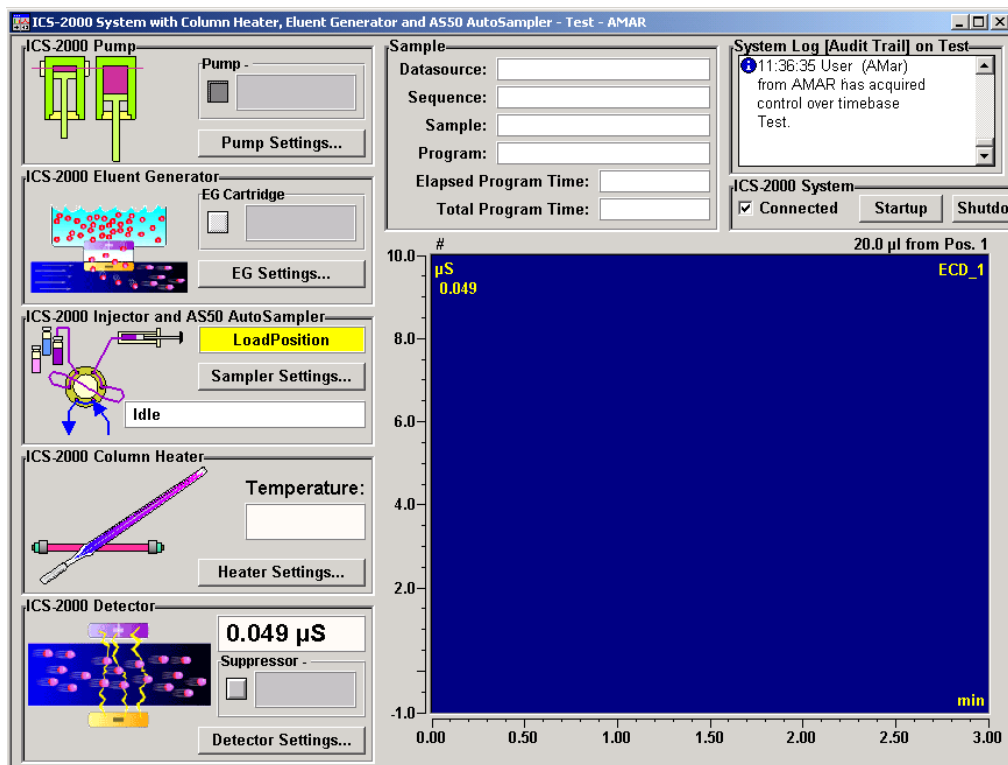 ICS-2000 System with Column Heater, Eluent Generator and AS50 AutoSampler - Test - AMAR
ICS-2000 Pump
Pump -
Pump Settings...
ICS-2000 Eluent Generator
EG Cartridge
EG Settings...
ICS-2000 Injector and AS50 AutoSampler
LoadPosition
Sampler Settings...
Idle
ICS-2000 Column Heater
Temperature:
Heater Settings...
ICS-2000 Detector
0.049 µS
Suppressor -
Detector Settings...
Sample
Datasource:
Sequence:
Sample:
Program:
Elapsed Program Time:
Total Program Time:
System Log [Audit Trail] on Test
11:36:35 User (AMar)
from AMAR has acquired
control over timebase
Test.
ICS-2000 System
Connected Startup Shutdo
# 20.0 µl from Pos. 1
10.0
µS ECD_1
0.049
8.0
6.0
4.0
2.0
min
-1.0
0.00 0.50 1.00 1.50 2.00 2.50 3.00